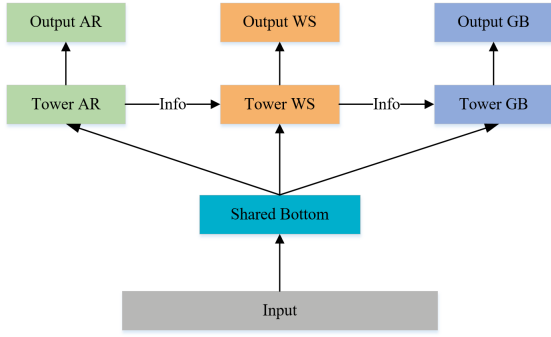 Output AR
Output WS
Output GB
Tower AR
Info
Tower WS
Info
Tower GB
Shared Bottom
Input